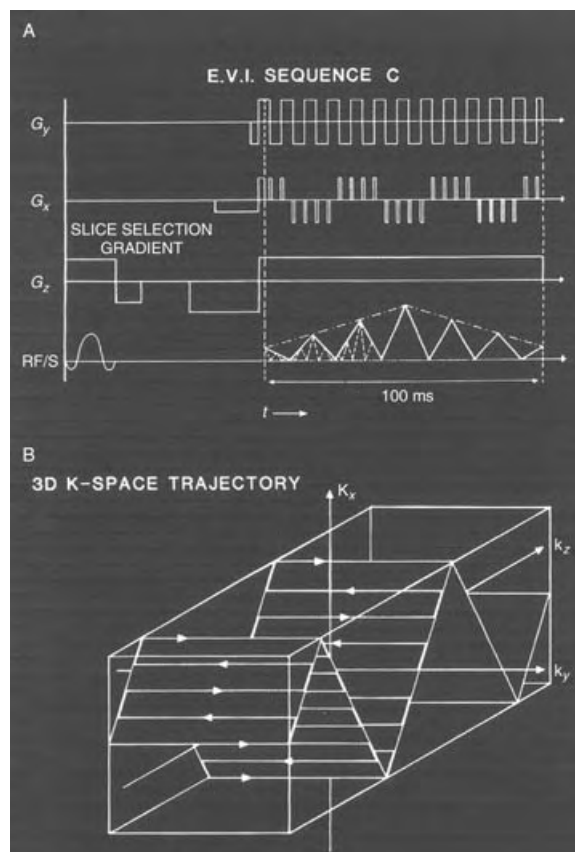 A
E.V.I. SEQUENCE C
Gy
Gx
SLICE SELECTION
GRADIENT
Gz
RF/S
100 ms
t
B
3D K-SPACE TRAJECTORY
Kx
kz
ky